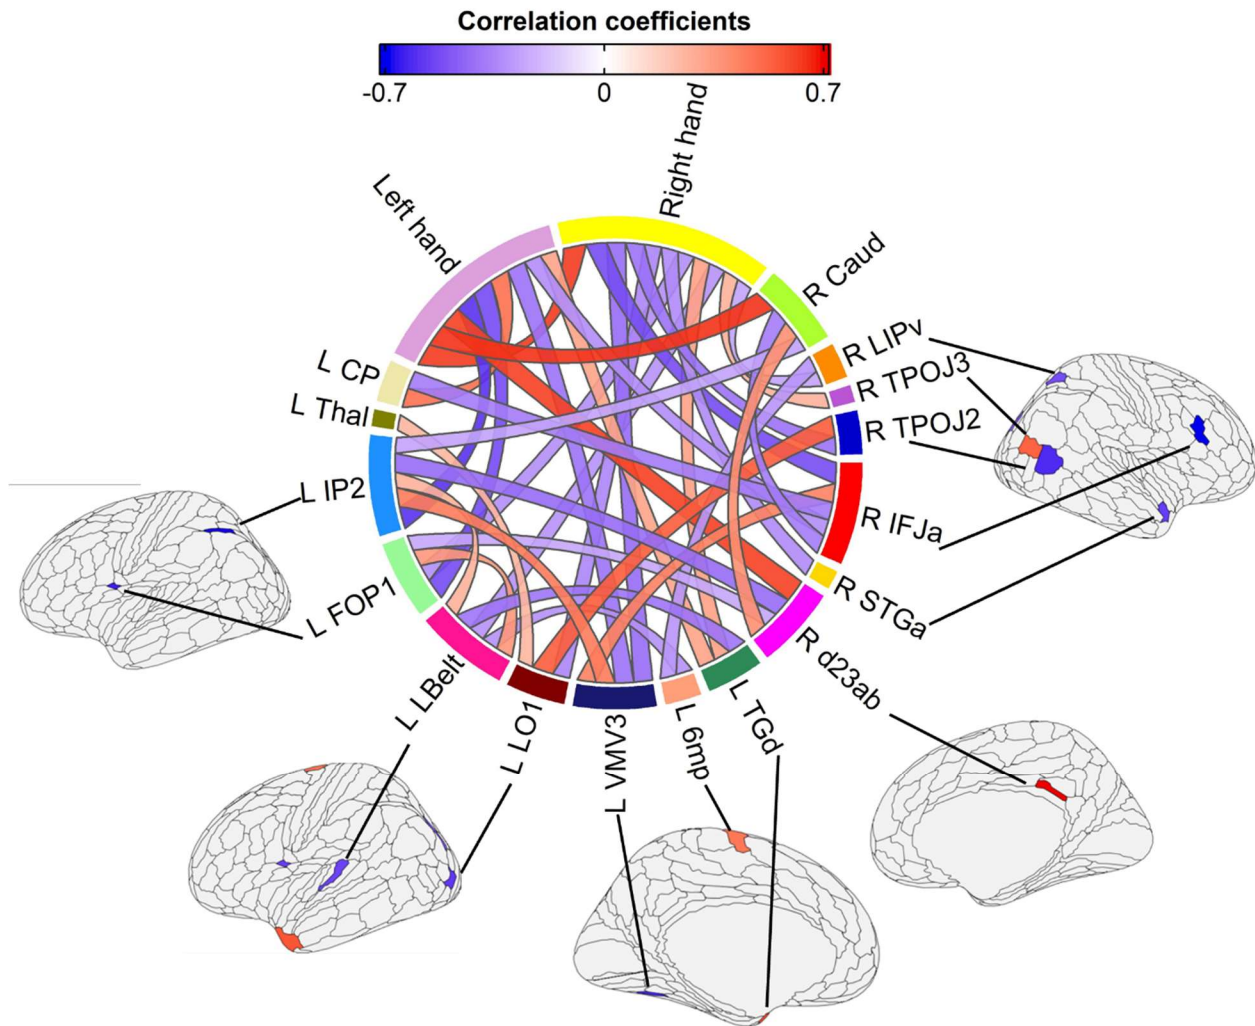 Correlation coefficients
-0.7 0 0.7
Right hand
Left hand
R Caud
R LIPv
R TPOJ3
R TPOJ2
R IFJa
R STGa
R d23ab
L TGd
L 6mp
L VMV3
L LO1
L LBelt
L FOP1
L IP2
L Thal
L CP